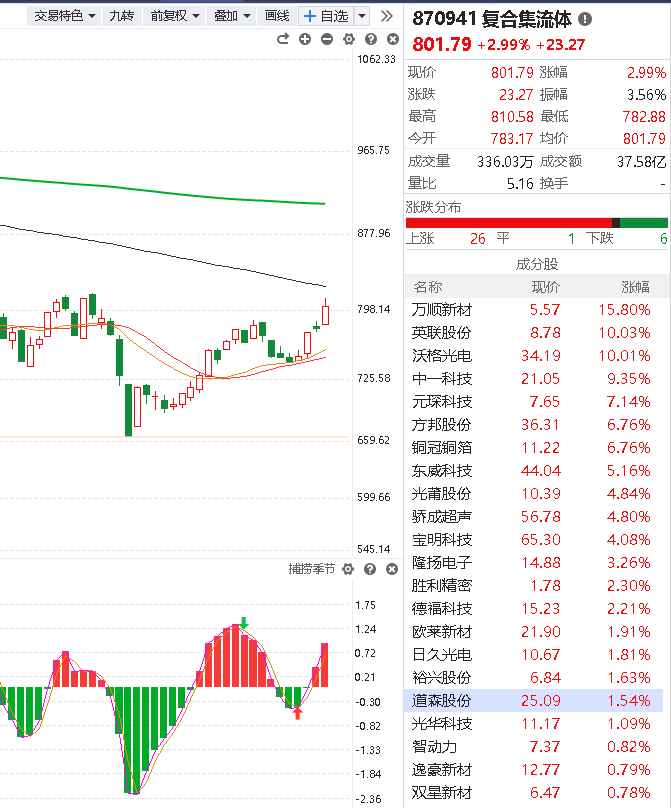 交易特色 九转 前复权 叠加 画线 自选
870941 复合集流体
801.79 +2.99% +23.27
现价 801.79 涨幅 2.99%
涨跌 23.27 振幅 3.56%
最高 810.58 最低 782.88
今开 783.17 均价 801.79
成交量 336.03万 成交额 37.58亿
量比 5.16 换手 -
涨跌分布
上涨 26 平 1 下跌 6
成分股
名称 现价 涨幅
万顺新材 5.57 15.80%
英联股份 8.78 10.03%
沃格光电 34.19 10.01%
中一科技 21.05 9.35%
元琛科技 7.65 7.14%
方邦股份 36.31 6.76%
铜冠铜箔 11.22 6.76%
东威科技 44.04 5.16%
光莆股份 10.39 4.84%
骄成超声 56.78 4.80%
宝明科技 65.30 4.08%
隆扬电子 14.88 3.26%
胜利精密 1.78 2.30%
德福科技 15.23 2.21%
欧莱新材 21.90 1.91%
日久光电 10.67 1.81%
裕兴股份 6.84 1.63%
道森股份 25.09 1.54%
光华科技 11.17 1.09%
智动力 7.37 0.82%
逸豪新材 12.77 0.79%
双星新材 6.47 0.78%
1062.33
965.75
877.96
798.14
725.58
659.62
599.66
545.14
捕捞季节
1.75
1.24
0.72
0.21
-0.30
-0.82
-1.33
-1.84
-2.36